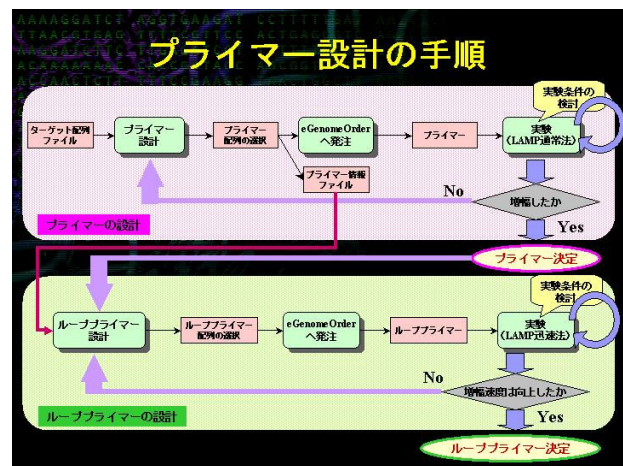 プライマー設計の手順
実験条件の
検討
ターゲット配列
ファイル
プライマー
設計
プライマー
配列の選択
eGenomeOrder
へ発注
プライマー
実験
(LAMP通常法)
プライマー情報
ファイル
No
増幅したか
Yes
プライマーの設計
プライマー決定
実験条件の
検討
ループプライマー
設計
ループプライマー
配列の選択
eGenomeOrder
へ発注
ループプライマー
実験
(LAMP迅速法)
No
増幅速度は向上したか
Yes
ループプライマーの設計
ループプライマー決定